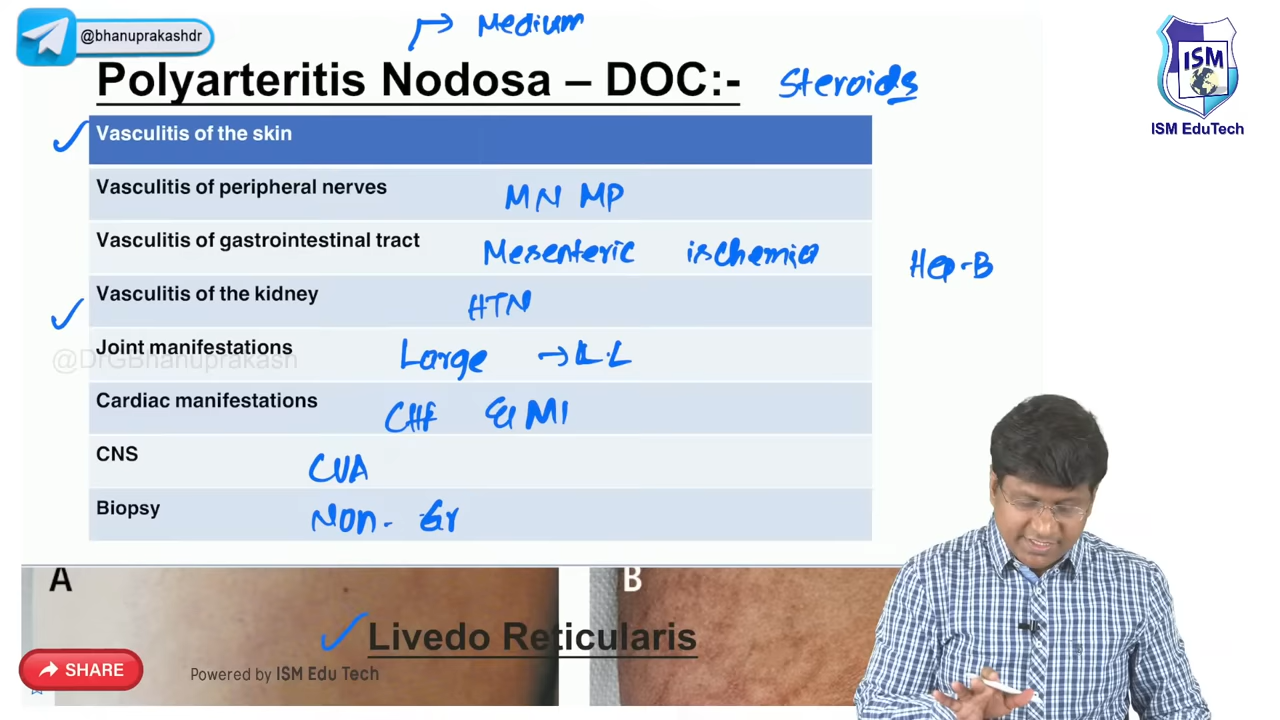 @bhanuprakashdr
Medium
Polyarteritis Nodosa – DOC:- Steroids
ISM
ISM EduTech
Vasculitis of the skin
Vasculitis of peripheral nerves MN MP
Vasculitis of gastrointestinal tract Mesenteric ischemia
Hep-B
Vasculitis of the kidney HTN
Joint manifestations Large → L.L
@DrGBhanuprakash
Cardiac manifestations CHF & MI
CNS CVA
Biopsy Non- Gr
A B
Livedo Reticularis
SHARE
Powered by ISM Edu Tech